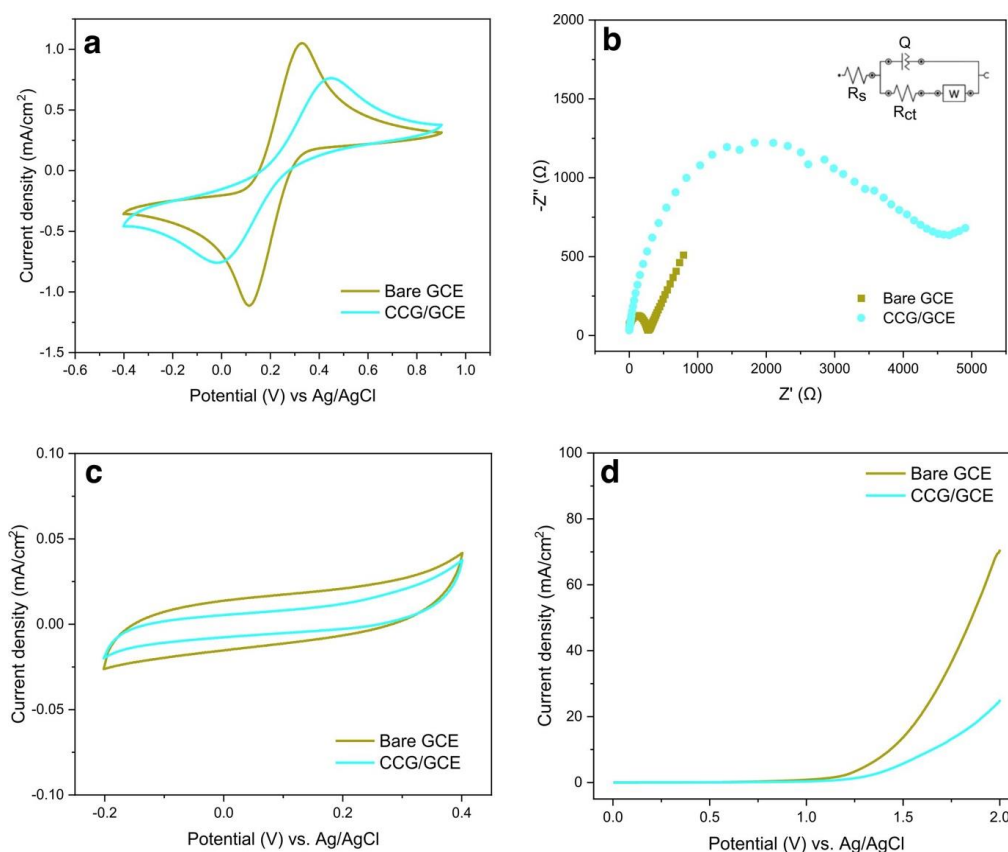 a
Current density (mA/cm²)
1.0
0.5
0.0
-0.5
-1.0
-1.5
-0.6 -0.4 -0.2 0.0 0.2 0.4 0.6 0.8 1.0
Potential (V) vs Ag/AgCl
Bare GCE
CCG/GCE
b
-Z'' (Ω)
2000
1500
1000
500
0
0 1000 2000 3000 4000 5000
Z' (Ω)
Q
Rs
Rct
W
Bare GCE
CCG/GCE
c
Current density (mA/cm²)
0.10
0.05
0.00
-0.05
-0.10
-0.2 0.0 0.2 0.4
Potential (V) vs. Ag/AgCl
Bare GCE
CCG/GCE
d
Current density (mA/cm²)
100
80
60
40
20
0
0.0 0.5 1.0 1.5 2.0
Potential (V) vs. Ag/AgCl
Bare GCE
CCG/GCE